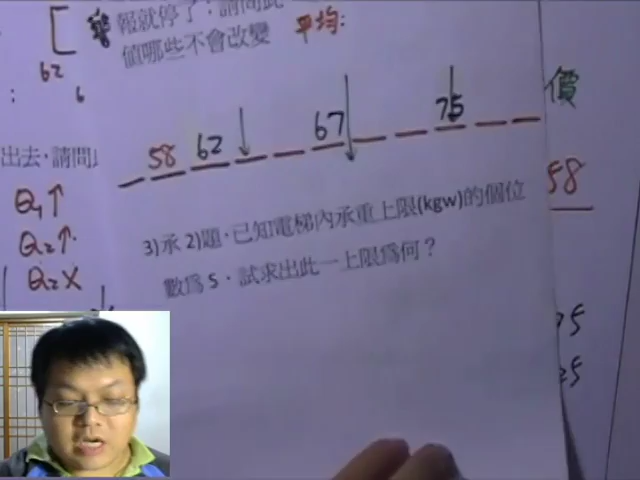 報就停了：請問此
值哪些不會改變 平均:
62
6
:
價
58 62 67 75
58
出去，請問
Q₁↑
Q₂↑
Q₂X
3)承 2)題，已知電梯內承重上限(kgw)的個位
數為 5，試求出此一上限為何？
75
25